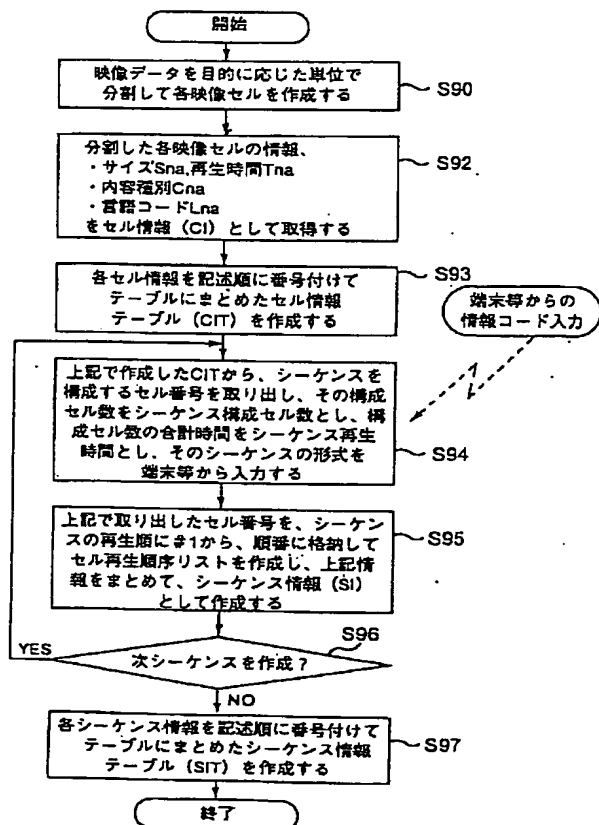 開始
映像データを目的に応じた単位で
分割して各映像セルを作成する
S90
分割した各映像セルの情報、
・サイズSna,再生時間Tna
・内容種別Cna
・言語コードLna
をセル情報（CI）として取得する
S92
各セル情報を記述順に番号付けて
テーブルにまとめたセル情報
テーブル（CIT）を作成する
S93
端末等からの
情報コード入力
上記で作成したCITから、シーケンスを
構成するセル番号を取り出し、その構成
セル数をシーケンス構成セル数とし、構
成セル数の合計時間をシーケンス再生
時間とし、そのシーケンスの形式を
端末等から入力する
S94
上記で取り出したセル番号を、シーケン
スの再生順に#1から、順番に格納して
セル再生順序リストを作成し、上記情
報をまとめて、シーケンス情報（SI）
として作成する
S95
S96
YES
次シーケンスを作成？
NO
各シーケンス情報を記述順に番号付けて
テーブルにまとめたシーケンス情報
テーブル（SIT）を作成する
S97
終了